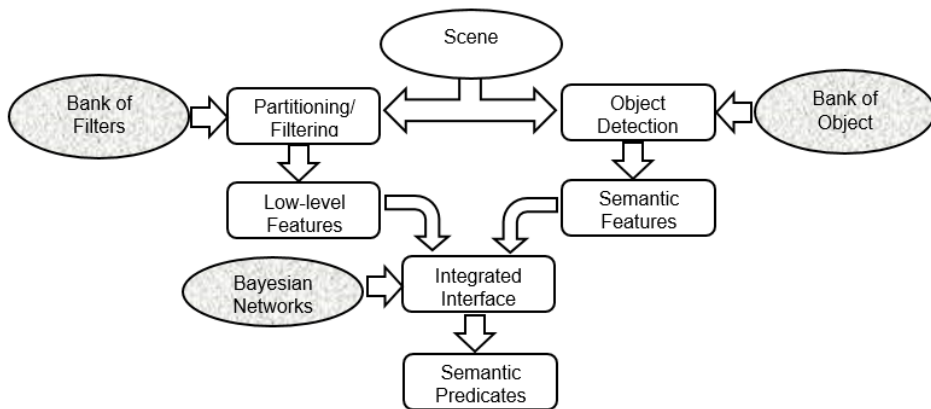 Scene
Bank of
Filters
Partitioning/
Filtering
Object
Detection
Bank of
Object
Low-level
Features
Semantic
Features
Bayesian
Networks
Integrated
Interface
Semantic
Predicates